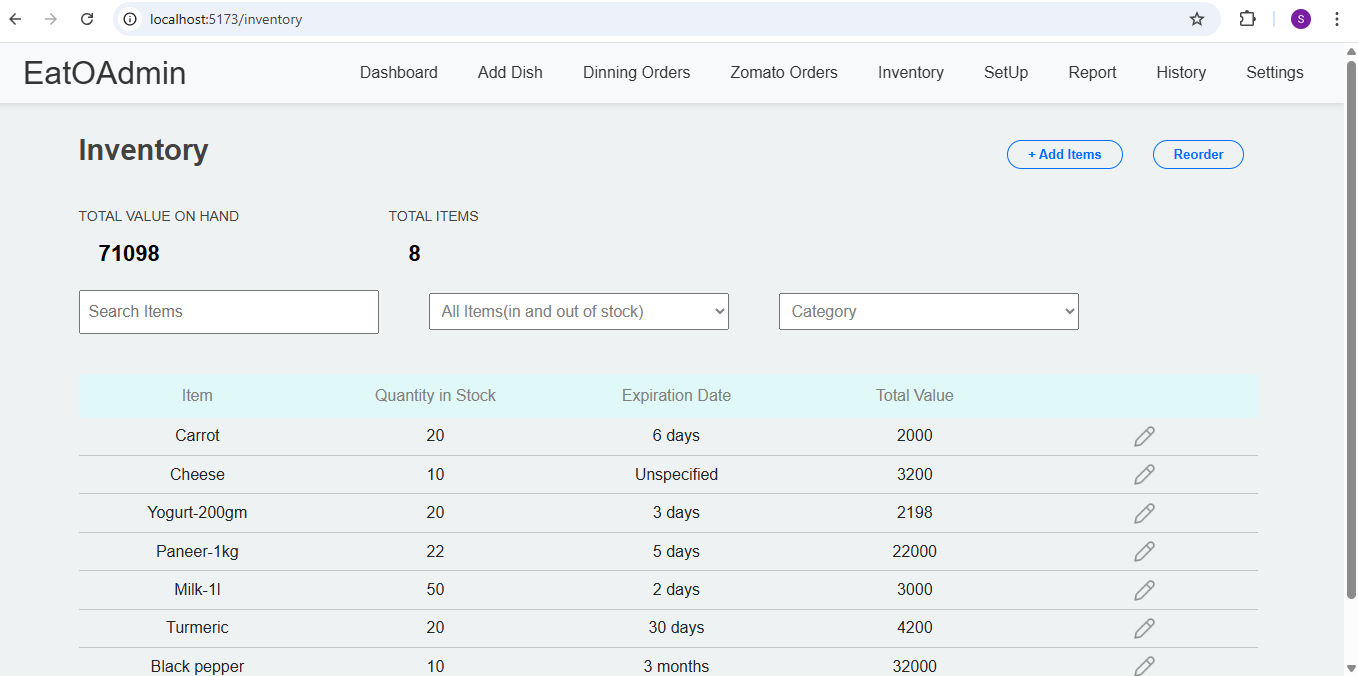 localhost:5173/inventory
S
EatOAdmin Dashboard Add Dish Dinning Orders Zomato Orders Inventory SetUp Report History Settings
Inventory + Add Items Reorder
TOTAL VALUE ON HAND TOTAL ITEMS
71098 8
Search Items All Items(in and out of stock) Category
Item Quantity in Stock Expiration Date Total Value
Carrot 20 6 days 2000
Cheese 10 Unspecified 3200
Yogurt-200gm 20 3 days 2198
Paneer-1kg 22 5 days 22000
Milk-1l 50 2 days 3000
Turmeric 20 30 days 4200
Black pepper 10 3 months 32000